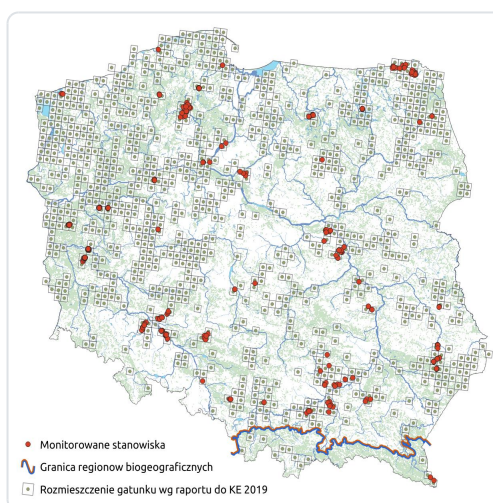 Monitorowane stanowiska
Granica regionow biogeograficznych
Rozmieszczenie gatunku wg raportu do KE 2019